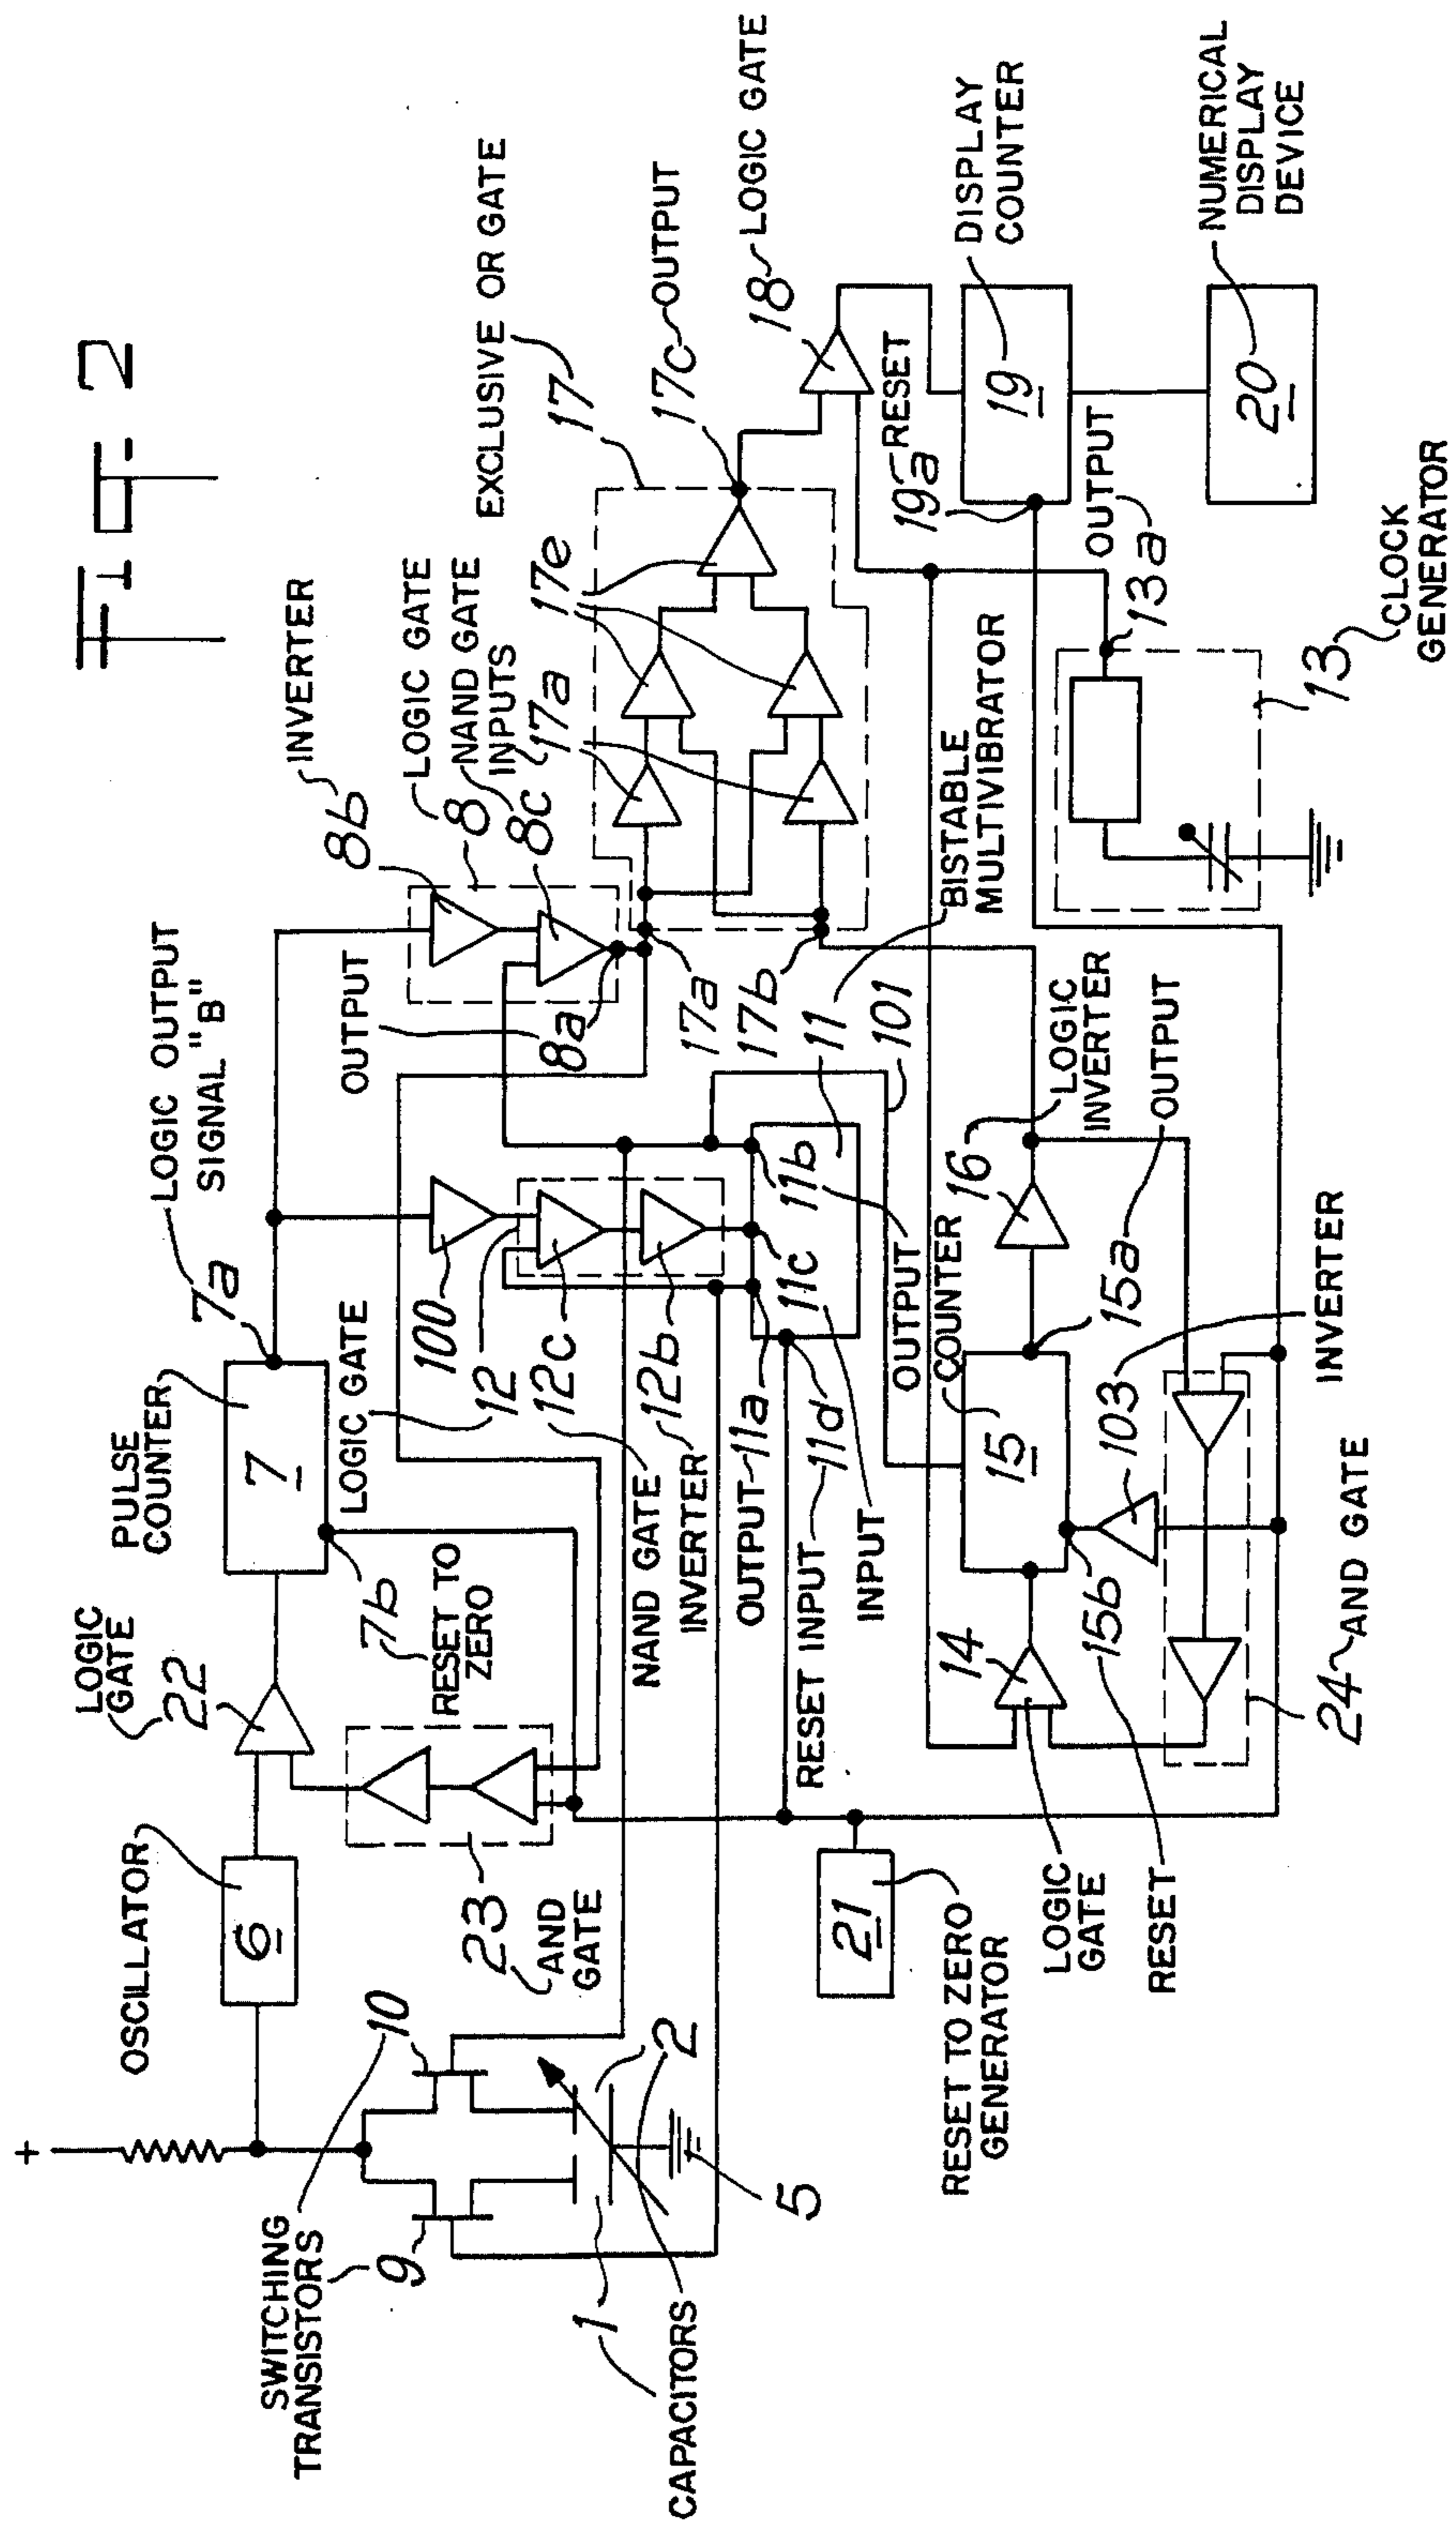 FIG-2
+
SWITCHING
TRANSISTORS
9
10
OSCILLATOR
6
LOGIC
GATE
22
PULSE
COUNTER
7
7a
LOGIC OUTPUT
SIGNAL "B"
INVERTER
8b
LOGIC GATE
8
NAND GATE
INPUTS
8c
17a
OUTPUT
8a
EXCLUSIVE OR GATE
17
17e
17c
OUTPUT
18
LOGIC GATE
CAPACITORS
1
2
5
23
AND
GATE
7b
RESET TO
ZERO
LOGIC GATE
12
100
12c
12b
NAND GATE
INVERTER
OUTPUT
11a
RESET INPUT
11d
INPUT
11c
11b
OUTPUT
17a
17b
11
BISTABLE
MULTIVIBRATOR
101
21
RESET TO ZERO
GENERATOR
LOGIC
GATE
14
RESET
15b
COUNTER
15
103
INVERTER
24
AND GATE
15a
OUTPUT
16
LOGIC
INVERTER
19a
RESET
19
DISPLAY
COUNTER
20
NUMERICAL
DISPLAY
DEVICE
OUTPUT
13a
13
CLOCK
GENERATOR